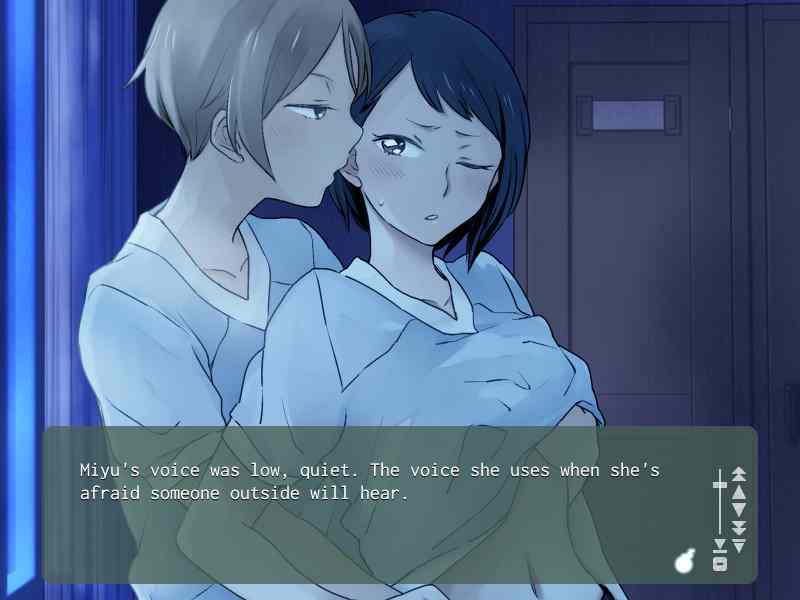 Miyu's voice was low, quiet. The voice she uses when she's
afraid someone outside will hear.